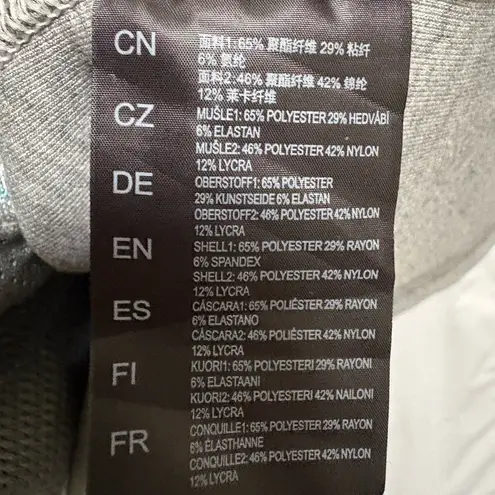 CN
面料1: 65% 聚酯纤维 29% 粘纤
6% 氨纶
面料2: 46% 聚酯纤维 42% 锦纶
12% 莱卡纤维
CZ
MUŠLE1: 65% POLYESTER 29% HEDVÁBÍ
6% ELASTAN
MUŠLE2: 46% POLYESTER 42% NYLON
12% LYCRA
DE
OBERSTOFF1: 65% POLYESTER
29% KUNSTSEIDE 6% ELASTAN
OBERSTOFF2: 46% POLYESTER 42% NYLON
12% LYCRA
EN
SHELL1: 65% POLYESTER 29% RAYON
6% SPANDEX
SHELL2: 46% POLYESTER 42% NYLON
12% LYCRA
ES
CÁSCARA1: 65% POLIÉSTER 29% RAYON
6% ELASTANO
CÁSCARA2: 46% POLIÉSTER 42% NYLON
12% LYCRA
FI
KUORI1: 65% POLYESTERI 29% RAYONI
6% ELASTAANI
KUORI2: 46% POLYESTERI 42% NAILONI
12% LYCRA
FR
CONQUILLE1: 65% POLYESTER 29% RAYON
6% ÉLASTHANNE
CONQUILLE2: 46% POLYESTER 42% NYLON
12% LYCRA